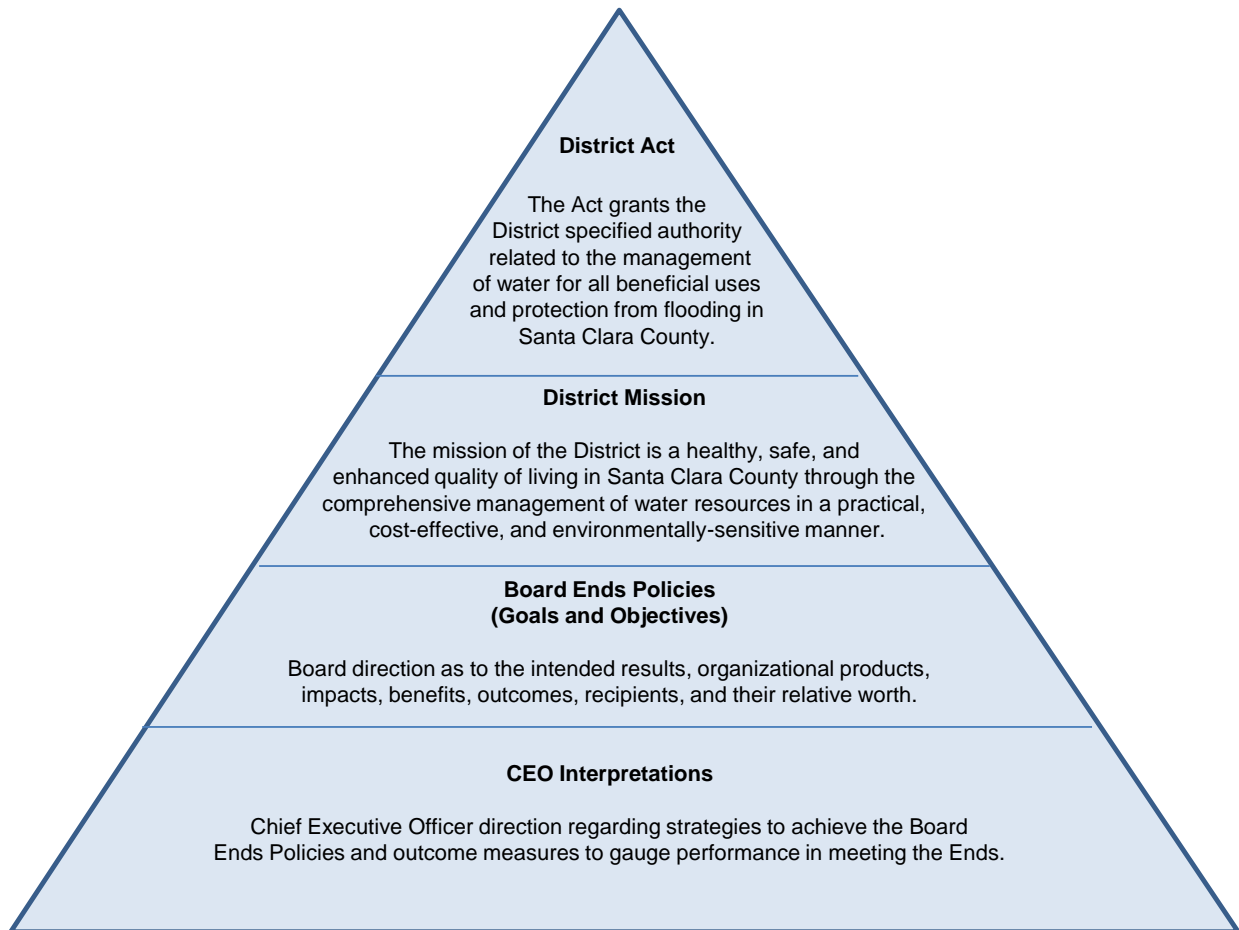 District Act
The Act grants the
District specified authority
related to the management
of water for all beneficial uses
and protection from flooding in
Santa Clara County.
District Mission
The mission of the District is a healthy, safe, and
enhanced quality of living in Santa Clara County through the
comprehensive management of water resources in a practical,
cost-effective, and environmentally-sensitive manner.
Board Ends Policies
(Goals and Objectives)
Board direction as to the intended results, organizational products,
impacts, benefits, outcomes, recipients, and their relative worth.
CEO Interpretations
Chief Executive Officer direction regarding strategies to achieve the Board
Ends Policies and outcome measures to gauge performance in meeting the Ends.